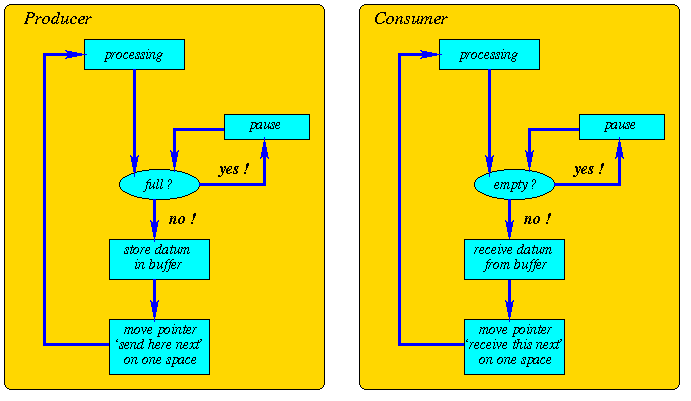 Producer
processing
pause
full ?
yes !
no !
store datum
in buffer
move pointer
‘send here next’
on one space
Consumer
processing
pause
empty ?
yes !
no !
receive datum
from buffer
move pointer
‘receive this next’
on one space